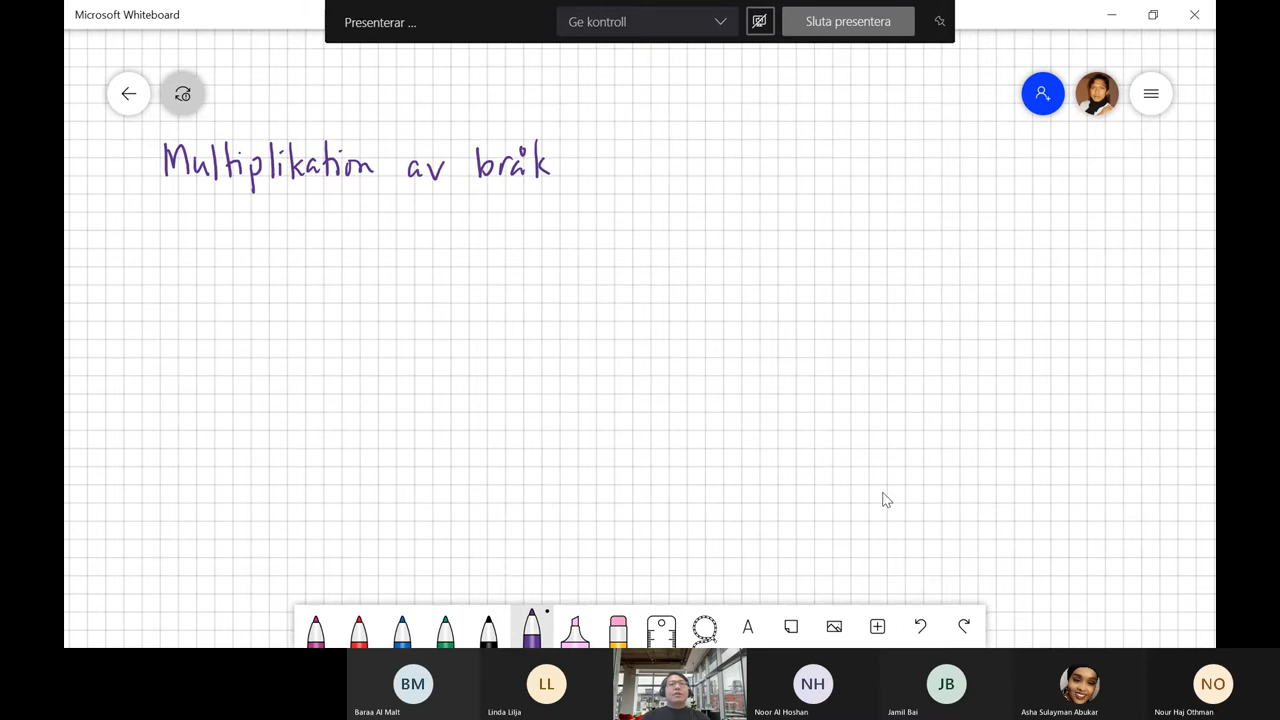 Microsoft Whiteboard
Presenterar ...
Ge kontroll
Sluta presentera
Multiplikation av bråk
A
BM
LL
NH
JB
NO
Baraa Al Malt
Linda Lilja
Noor Al Hoshan
Jamil Bai
Asha Sulayman Abukar
Nour Haj Othman